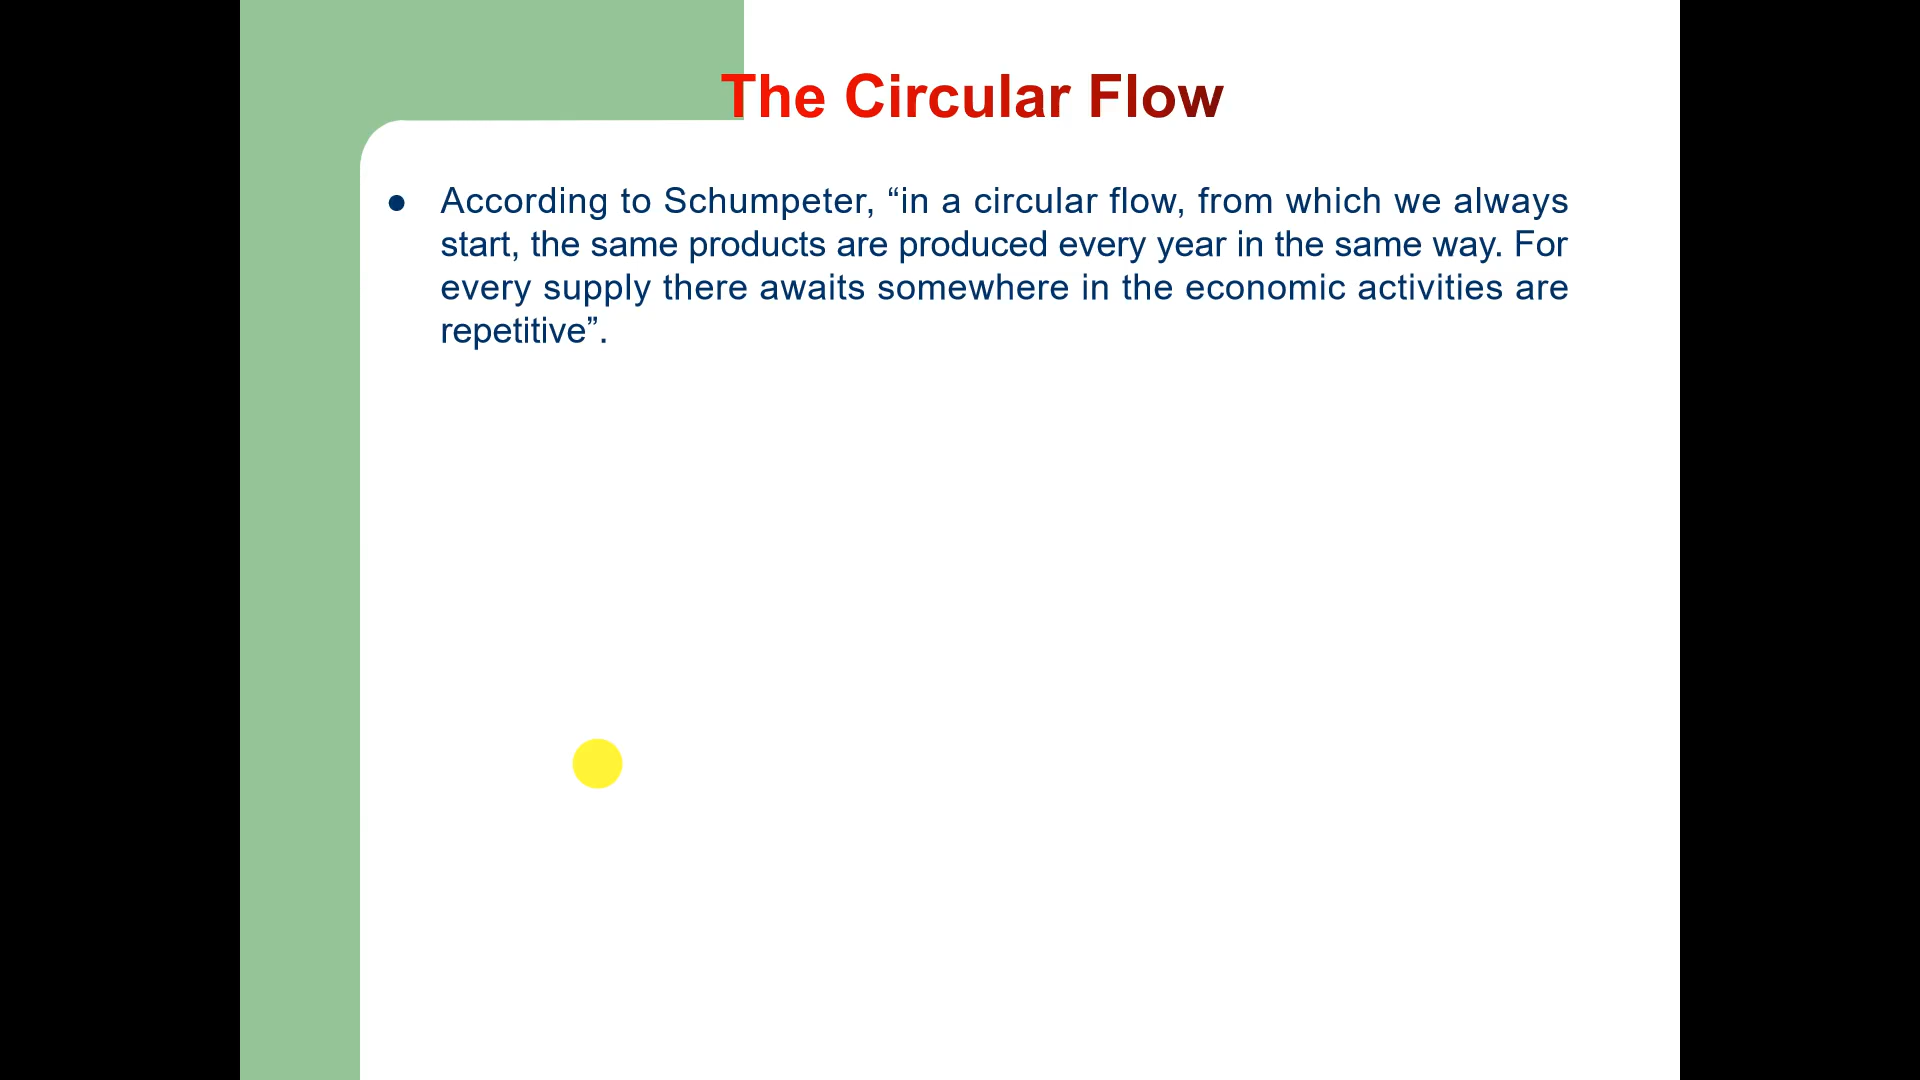 The Circular Flow
● According to Schumpeter, “in a circular flow, from which we always
start, the same products are produced every year in the same way. For
every supply there awaits somewhere in the economic activities are
repetitive”.